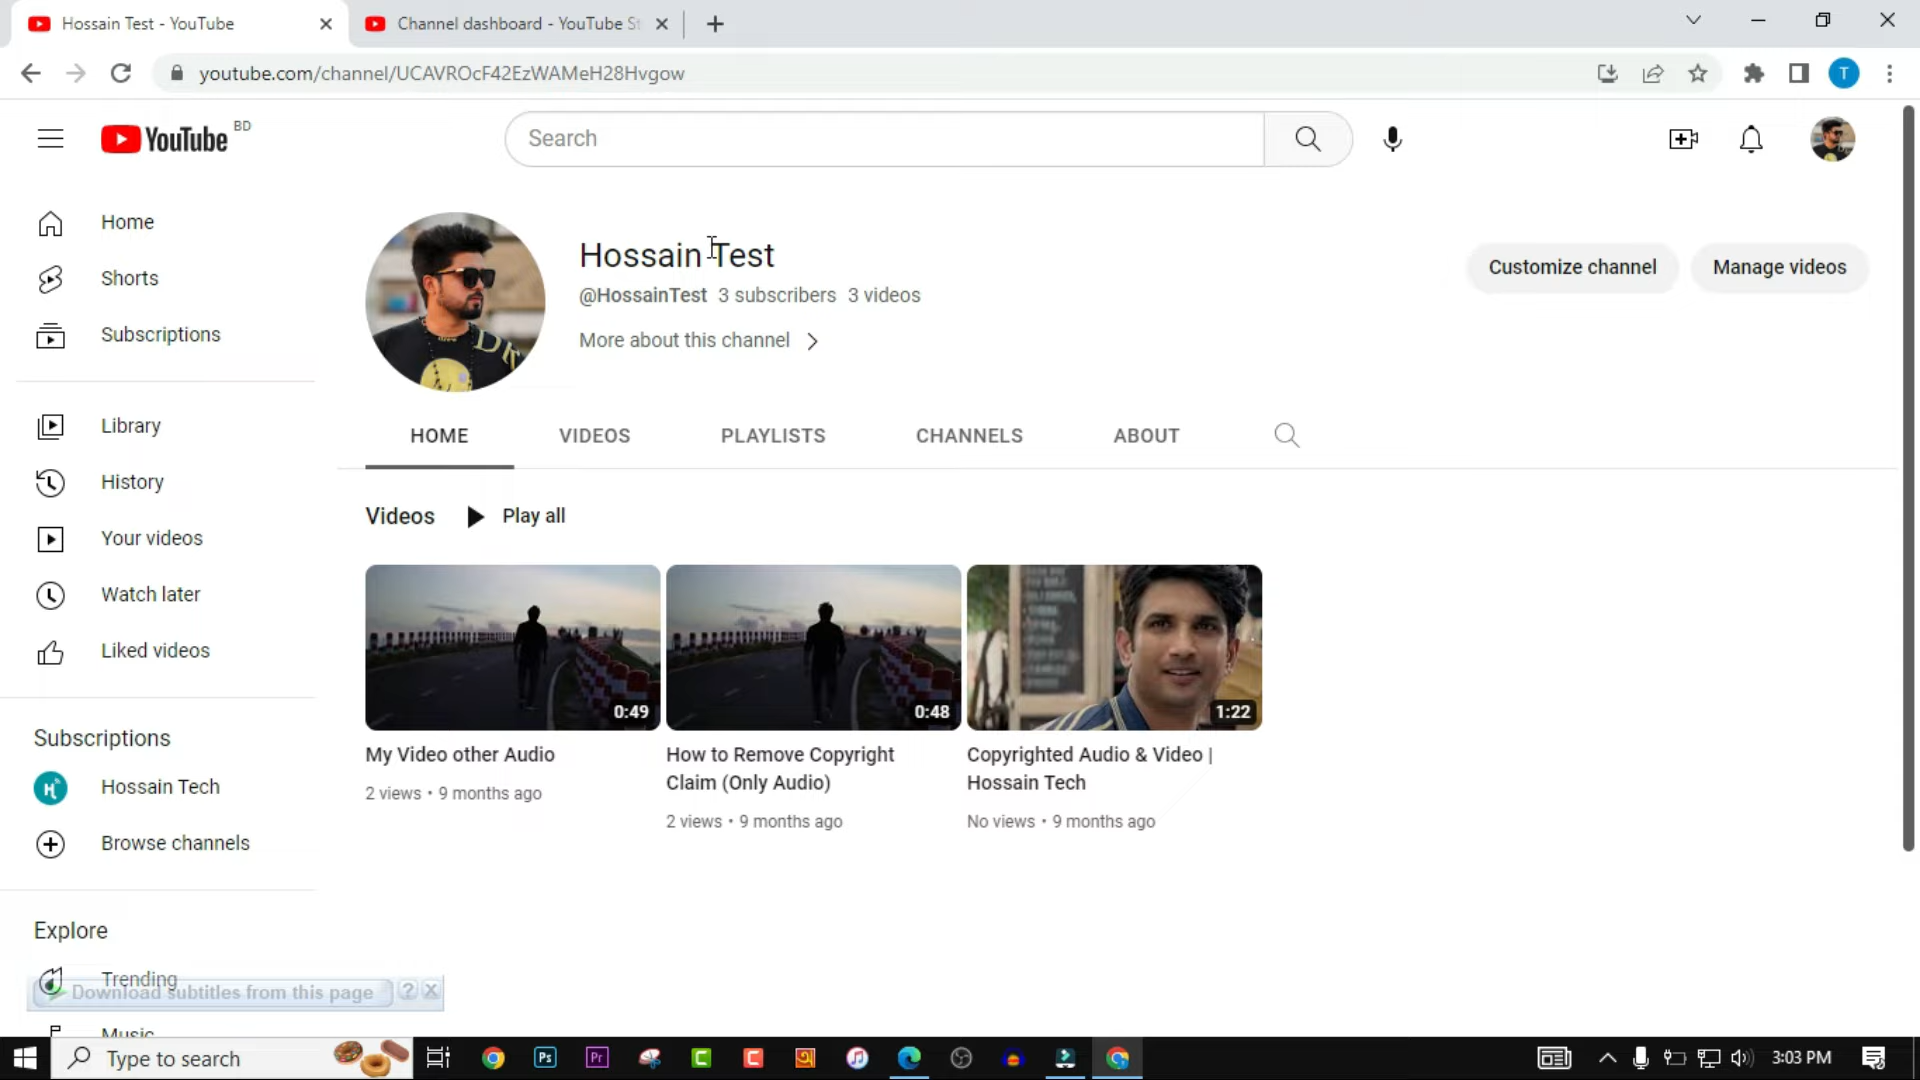 Hossain Test - YouTube
Channel dashboard - YouTube St
youtube.com/channel/UCAVROcF42EzWAMeH28Hvgow
T
YouTube BD
Search
Home
Shorts
Subscriptions
Library
History
Your videos
Watch later
Liked videos
Subscriptions
Hossain Tech
Browse channels
Explore
Trending
Download subtitles from this page
Music
Hossain Test
@HossainTest 3 subscribers 3 videos
More about this channel
Customize channel
Manage videos
HOME
VIDEOS
PLAYLISTS
CHANNELS
ABOUT
Videos
Play all
0:49
My Video other Audio
2 views • 9 months ago
0:48
How to Remove Copyright
Claim (Only Audio)
2 views • 9 months ago
1:22
Copyrighted Audio & Video |
Hossain Tech
No views • 9 months ago
Type to search
Ps
Pr
3:03 PM